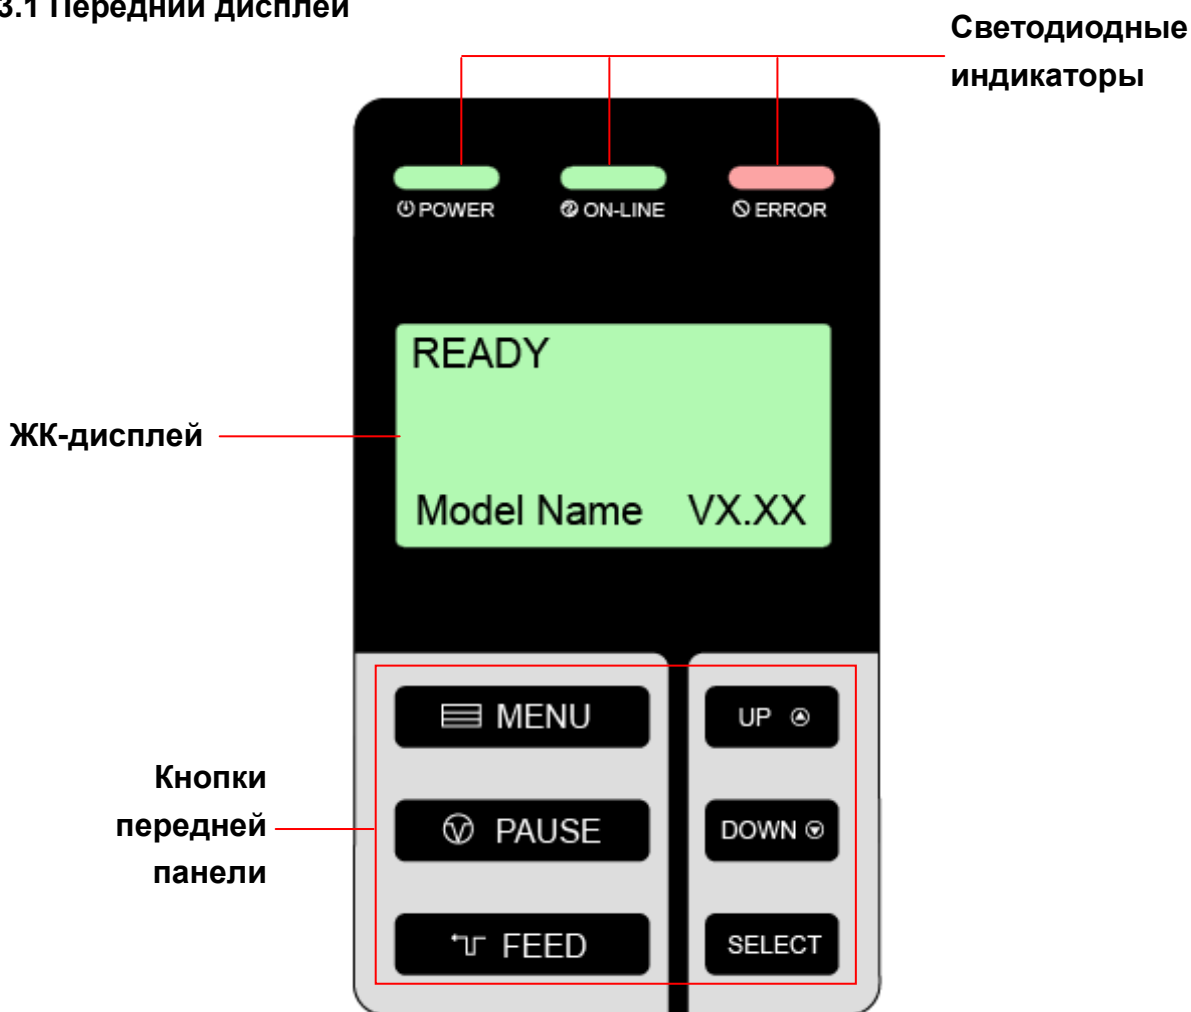 3.1 Передний дисплей
Светодиодные
индикаторы
POWER
ON-LINE
ERROR
READY
ЖК-дисплей
Model Name VX.XX
MENU
UP
Кнопки
передней
панели
PAUSE
DOWN
FEED
SELECT